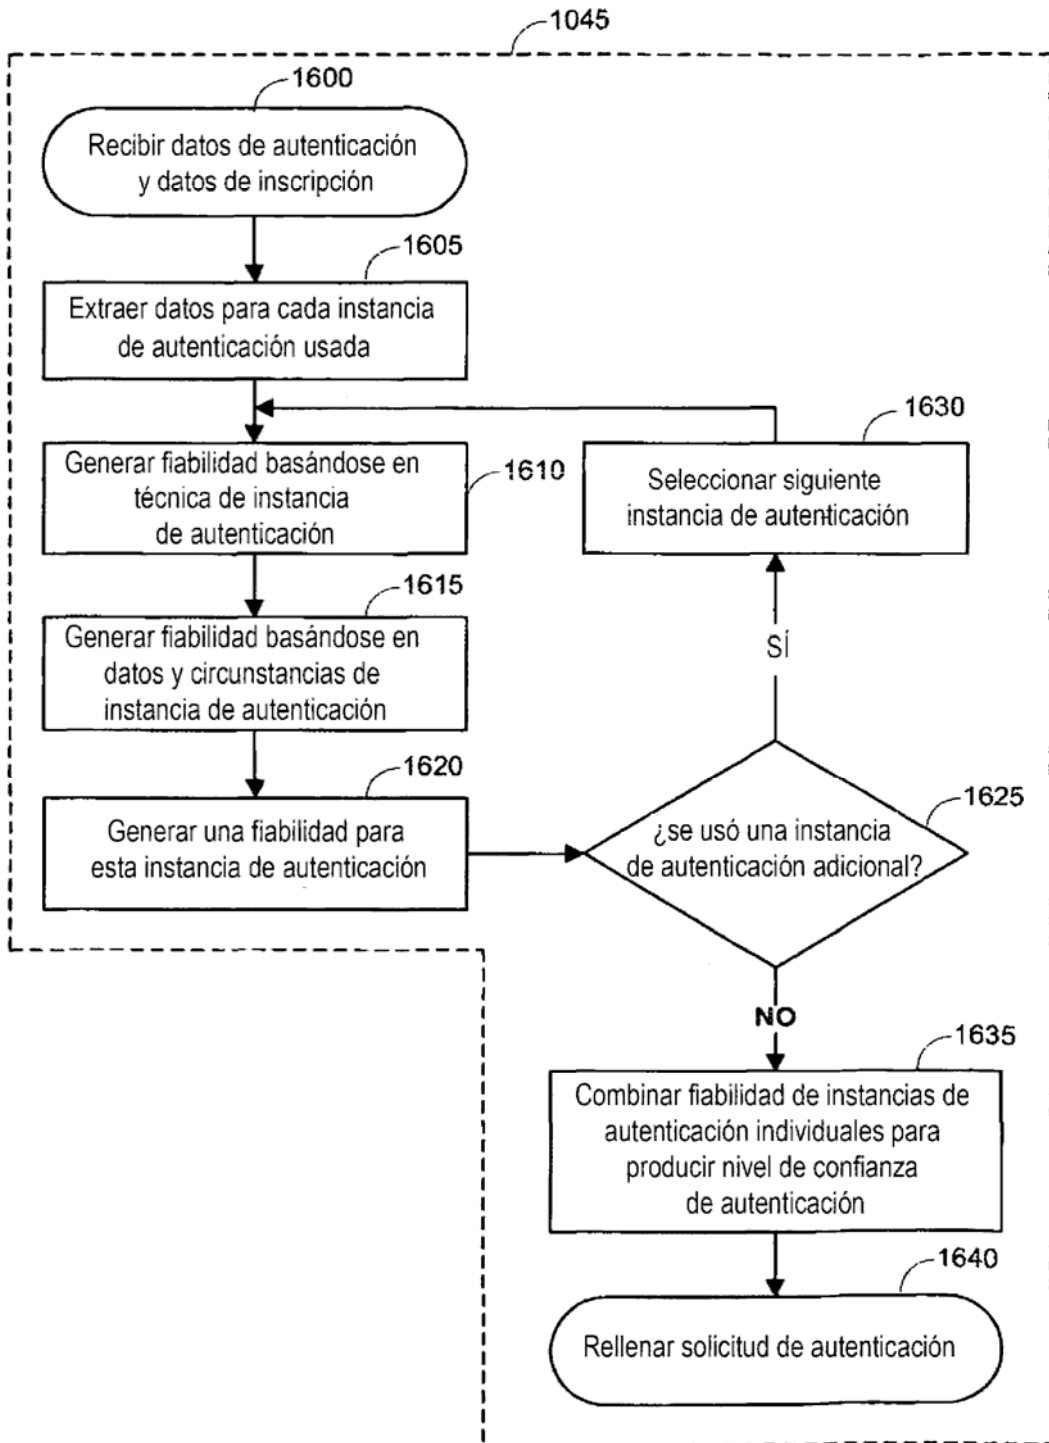 1045
1600
Recibir datos de autenticación
y datos de inscripción
1605
Extraer datos para cada instancia
de autenticación usada
1610
Generar fiabilidad basándose en
técnica de instancia
de autenticación
1615
Generar fiabilidad basándose en
datos y circunstancias de
instancia de autenticación
1620
Generar una fiabilidad para
esta instancia de autenticación
1625
¿se usó una instancia
de autenticación adicional?
SÍ
1630
Seleccionar siguiente
instancia de autenticación
NO
1635
Combinar fiabilidad de instancias de
autenticación individuales para
producir nivel de confianza
de autenticación
1640
Rellenar solicitud de autenticación